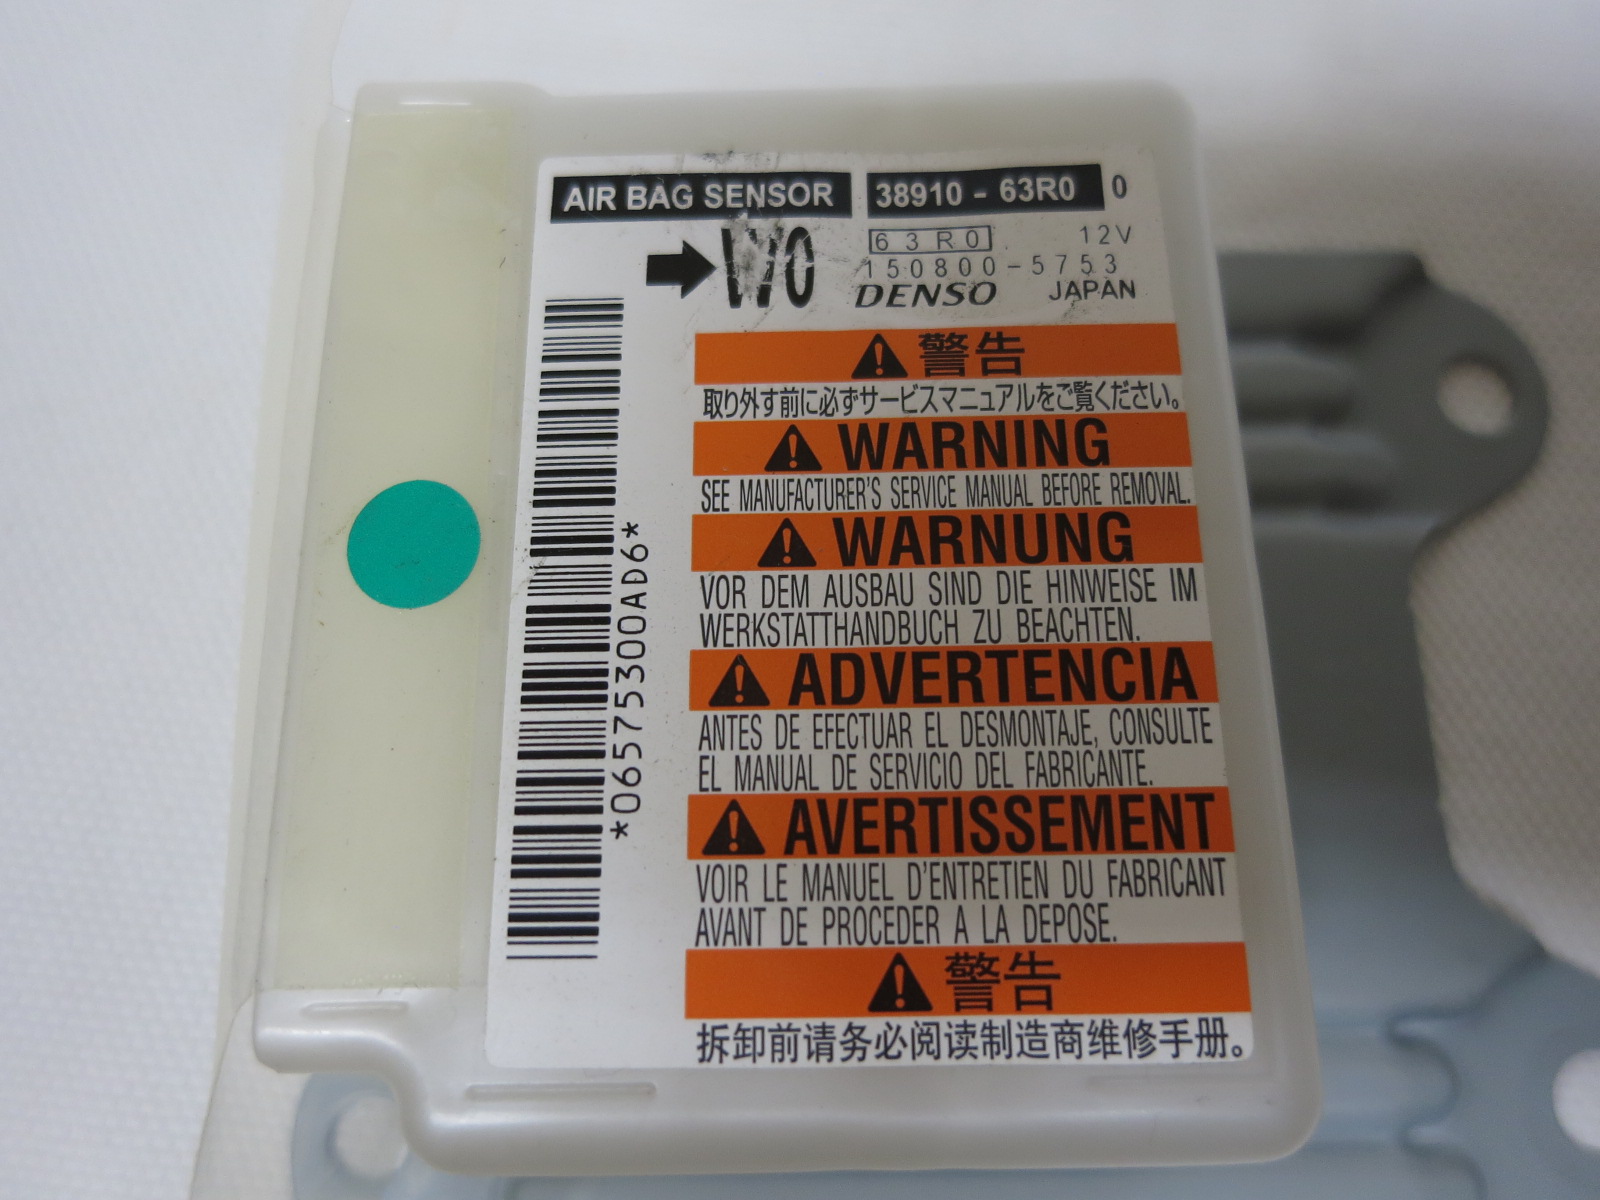 AIR BAG SENSOR 38910 - 63R0 0
63R0 12V
150800-5753
DENSO JAPAN
*06575300AD6*
警告
取り外す前に必ずサービスマニュアルをご覧ください。
WARNING
SEE MANUFACTURER'S SERVICE MANUAL BEFORE REMOVAL.
WARNUNG
VOR DEM AUSBAU SIND DIE HINWEISE IM
WERKSTATTHANDBUCH ZU BEACHTEN.
ADVERTENCIA
ANTES DE EFECTUAR EL DESMONTAJE, CONSULTE
EL MANUAL DE SERVICIO DEL FABRICANTE.
AVERTISSEMENT
VOIR LE MANUEL D'ENTRETIEN DU FABRICANT
AVANT DE PROCEDER A LA DEPOSE.
警告
拆卸前请务必阅读制造商维修手册。